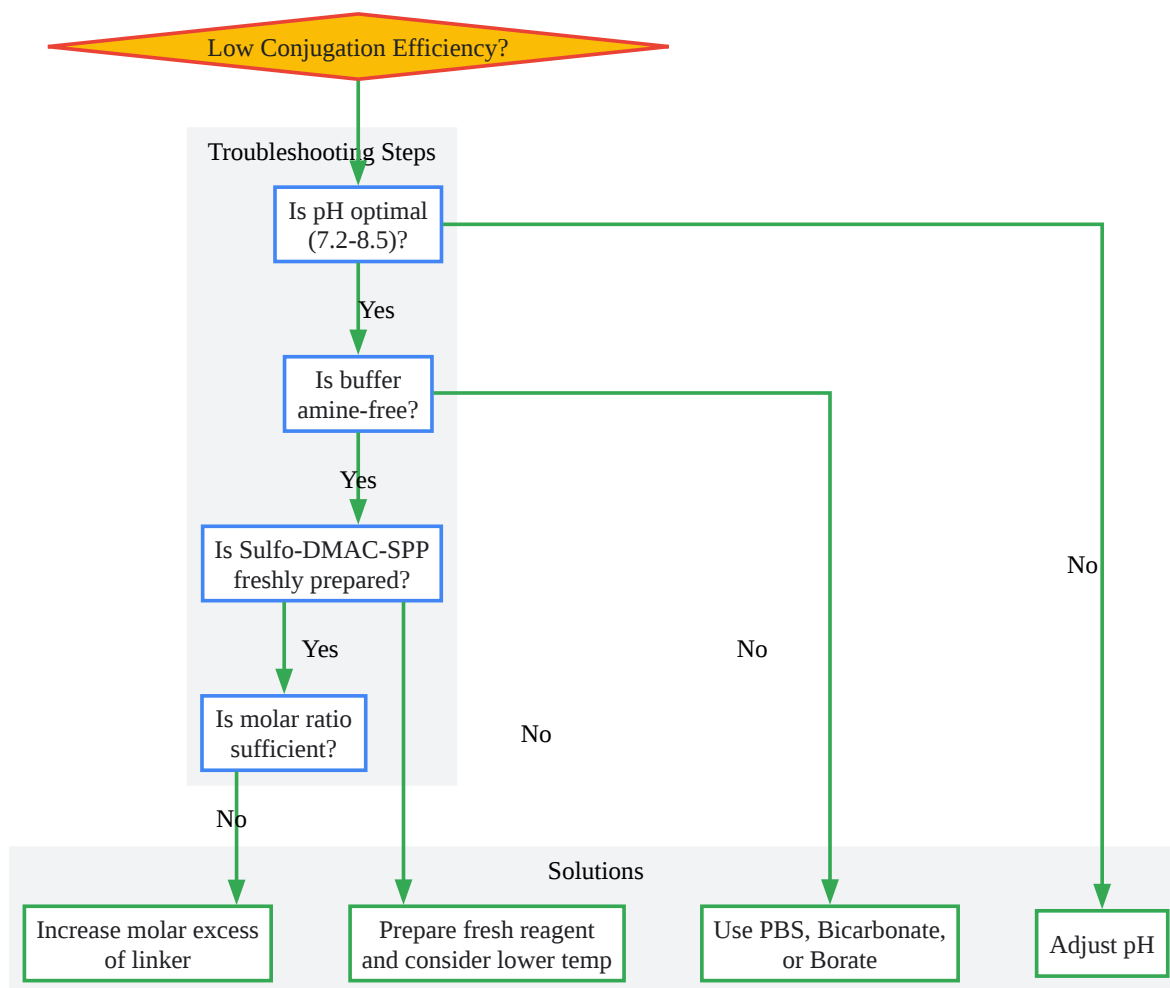 Low Conjugation Efficiency?
Troubleshooting Steps
Is pH optimal
(7.2-8.5)?
Yes
Is buffer
amine-free?
Yes
Is Sulfo-DMAC-SPP
freshly prepared?
No
Yes
No
Is molar ratio
sufficient?
No
No
Solutions
Increase molar excess
of linker
Prepare fresh reagent
and consider lower temp
Use PBS, Bicarbonate,
or Borate
Adjust pH